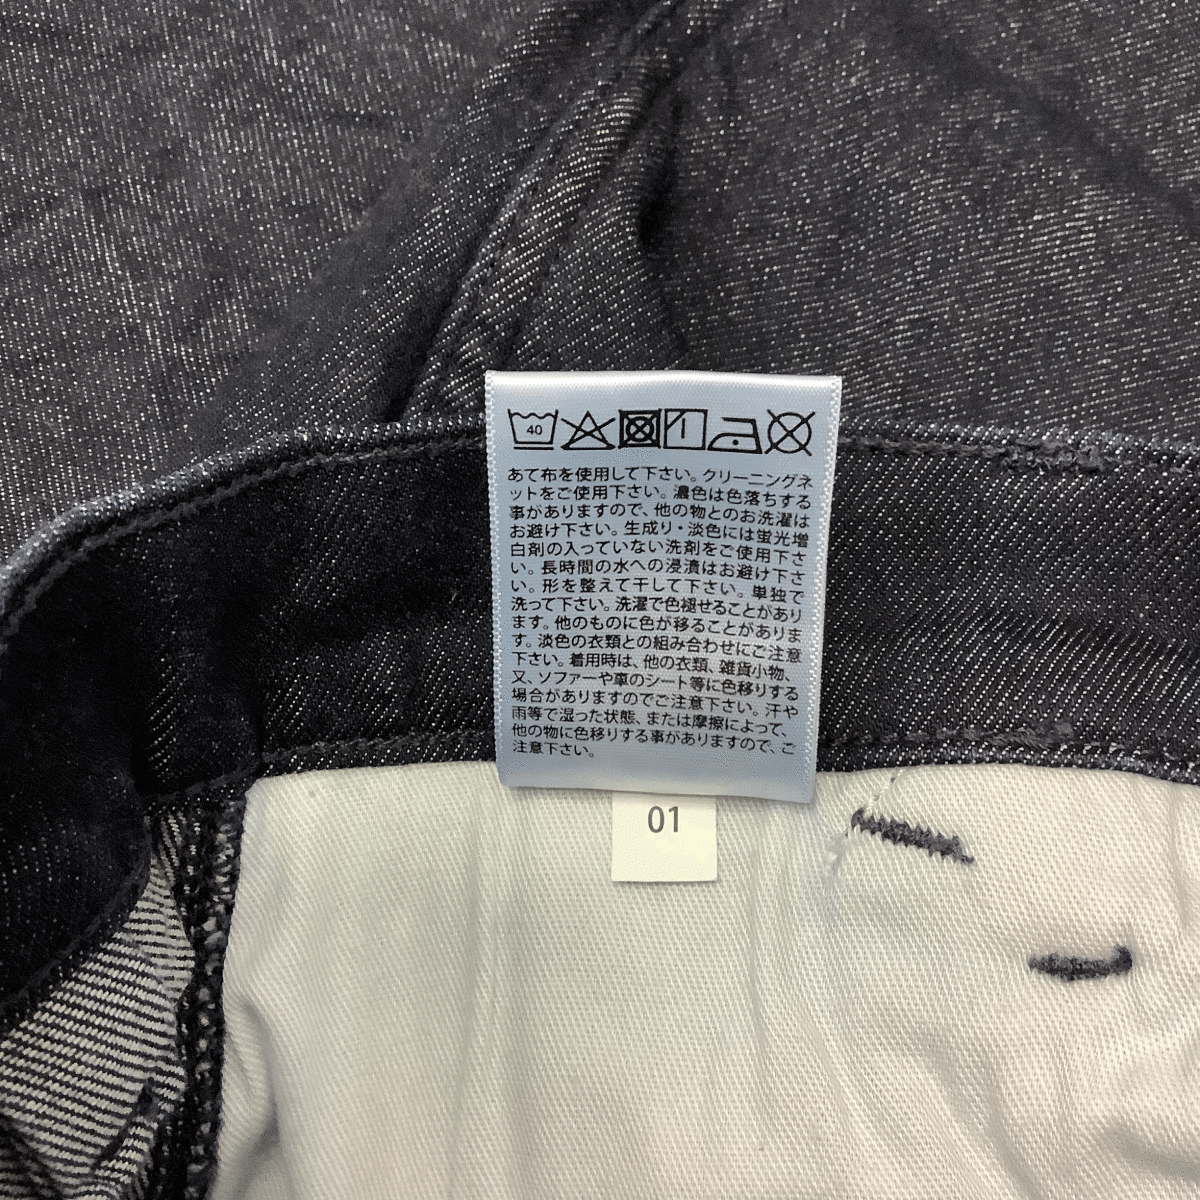 40
あて布を使用して下さい。クリーニングネ
ットをご使用下さい。濃色は色落ちする
事がありますので、他の物とのお洗濯は
お避け下さい。生成り・淡色には蛍光増
白剤の入っていない洗剤をご使用下さ
い。長時間の水への浸漬はお避け下さ
い。形を整えて干して下さい。単独で
洗って下さい。洗濯で色褪せることがあり
ます。他のものに色が移ることがありま
す。淡色の衣類との組み合わせにご注意
下さい。着用時は、他の衣類、雑貨小物、
又、ソファーや車のシート等に色移りする
場合がありますのでご注意下さい。汗や
雨等で湿った状態、または摩擦によって、
他の物に色移りする事がありますので、ご
注意下さい。
01